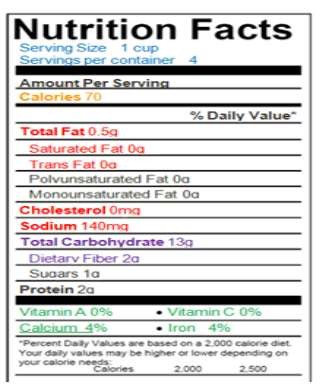 Nutrition Facts
Serving Size 1 cup
Servings per container 4
Amount Per Serving
Calories 70
% Daily Value*
Total Fat 0.5g
Saturated Fat 0g
Trans Fat 0g
Polyunsaturated Fat 0g
Monounsaturated Fat 0g
Cholesterol 0mg
Sodium 140mg
Total Carbohydrate 13g
Dietary Fiber 2g
Sugars 1g
Protein 2g
Vitamin A 0% • Vitamin C 0%
Calcium 4% • Iron 4%
*Percent Daily Values are based on a 2,000 calorie diet.
Your daily values may be higher or lower depending on
your calorie needs:
Calories 2,000 2,500